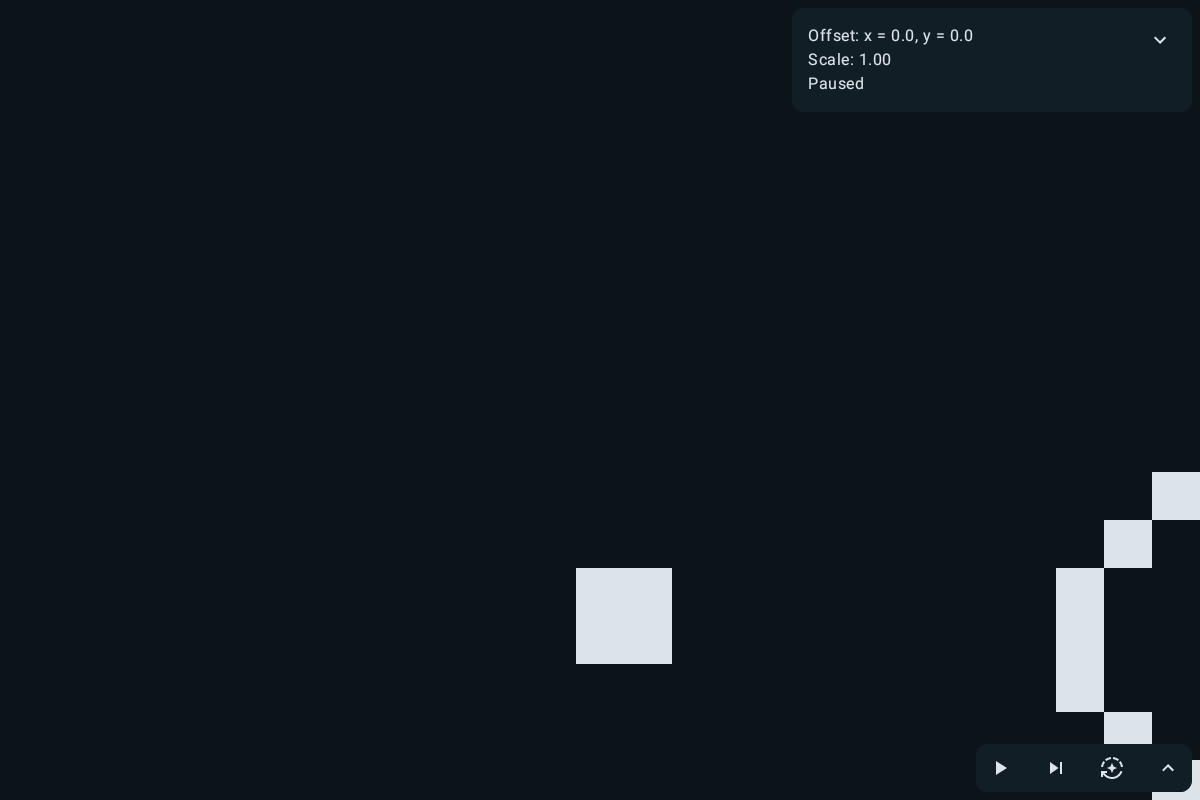 Offset: x = 0.0, y = 0.0
Scale: 1.00
Paused